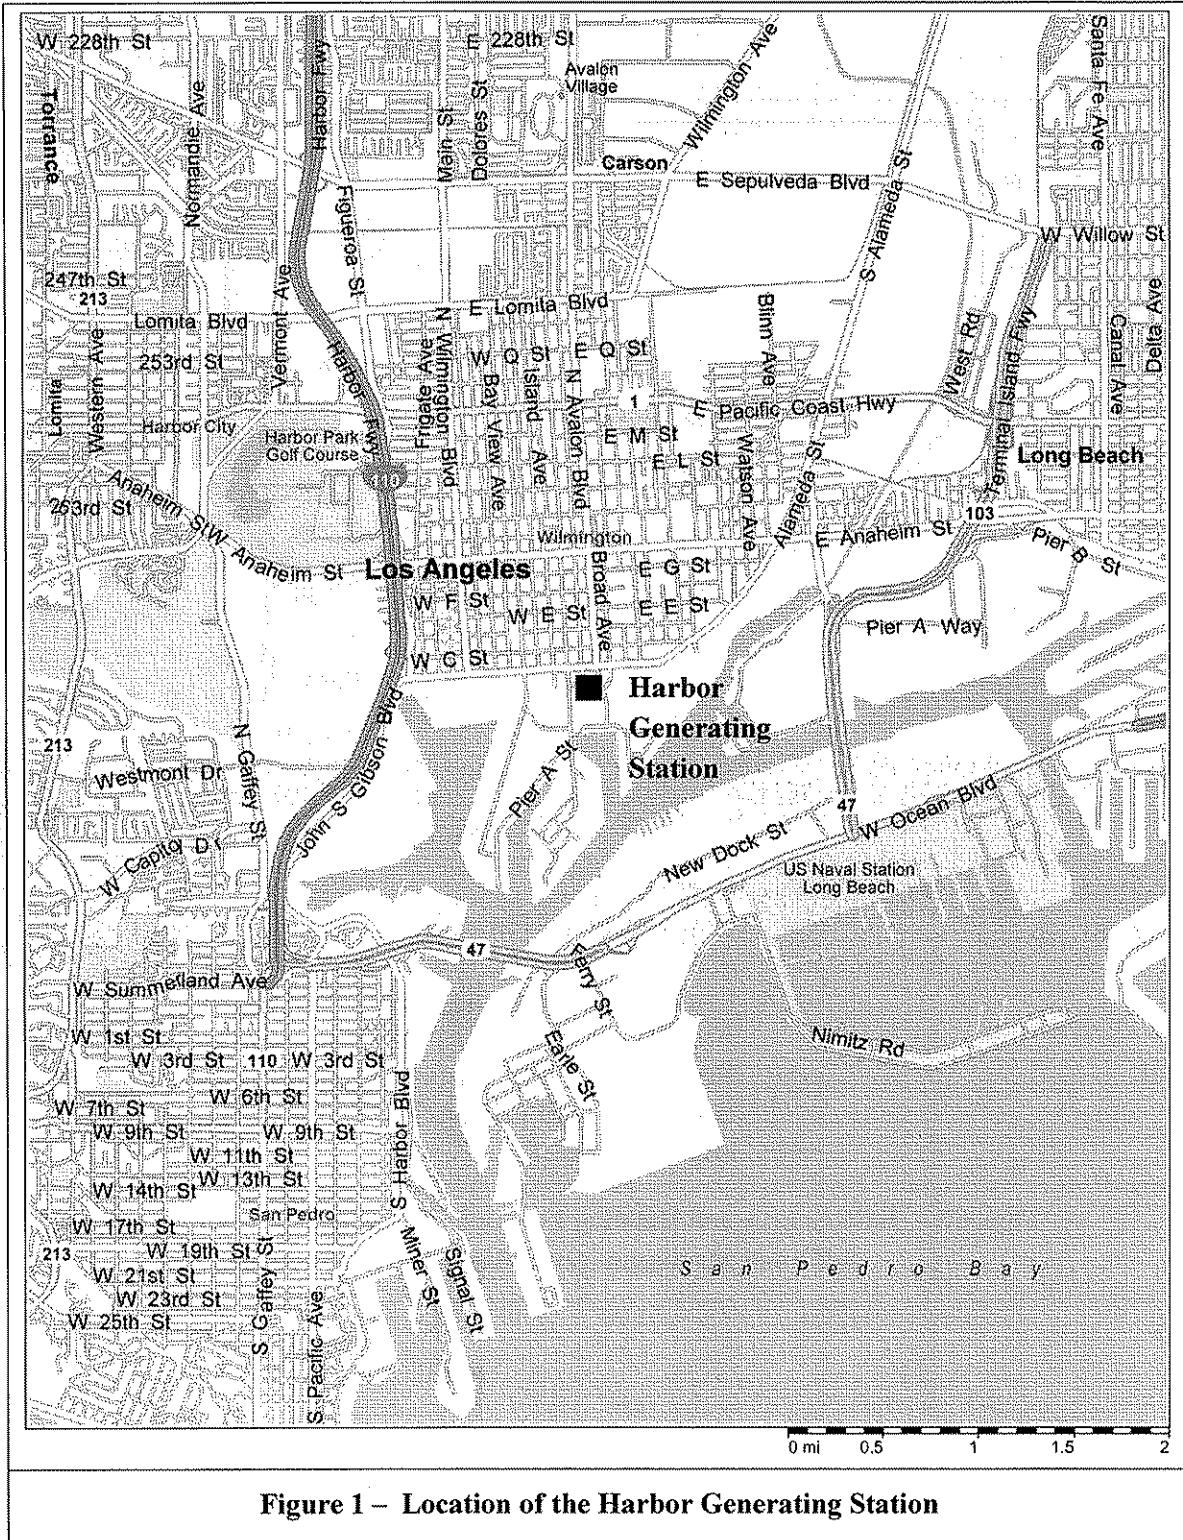 W 228th St
E 228th St
Avalon
Village
Wilmington Ave
Santa Fe Ave
Torrance
Normandie Ave
Harbor Fwy
Main St
Dolores St
Carson
E Sepulveda Blvd
Figueroa St
S Alameda St
W Willow St
247th St
213
Vermont Ave
Lomita Blvd
E Lomita Blvd
Blinn Ave
West Rd
Terminal Island Fwy
Canal Ave
Delta Ave
253rd St
Harbor Fwy
Frigate Ave
N Wilmington Blvd
W Q St
E Q St
Bay View Ave
Island Ave
N Avalon Blvd
1
E Pacific Coast Hwy
Lomita
Western Ave
Harbor City
Harbor Park
Golf Course
E M St
E L St
Watson Ave
Alameda St
Long Beach
Anaheim St
263rd St
W Anaheim St
103
Wilmington
E Anaheim St
Pier B St
Los Angeles
Broad Ave
E G St
W F St
W E St
E E St
Pier A Way
W C St
Harbor
Generating
Station
John S Gibson Blvd
N Gaffey St
213
Westmont Dr
Pier A St
47
W Ocean Blvd
New Dock St
W Capitol Dr
US Naval Station
Long Beach
47
Ferry St
W Summerland Ave
W 1st St
Earle St
Nimitz Rd
W 3rd St
110
W 3rd St
W 6th St
W 7th St
W 9th St
W 9th St
S Harbor Blvd
W 11th St
W 13th St
W 14th St
San Pedro
W 17th St
213
W 19th St
S Gaffey St
Miner St
Signal St
San Pedro Bay
W 21st St
W 23rd St
W 25th St
S Pacific Ave
0 mi 0.5 1 1.5 2
Figure 1 – Location of the Harbor Generating Station